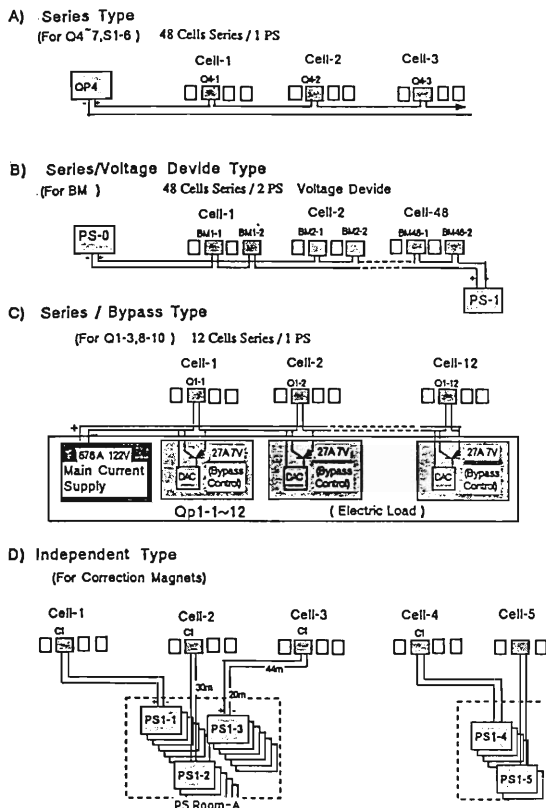 A) Series Type
(For Q4~7,S1-6 ) 48 Cells Series / 1 PS
Cell-1 Cell-2 Cell-3
QP4 Q4-1 Q4-2 Q4-3
- +
B) Series/Voltage Devide Type
(For BM ) 48 Cells Series / 2 PS Voltage Devide
Cell-1 Cell-2 Cell-48
PS-0 BM1-1 BM1-2 BM2-1 BM2-2 BM48-1 BM48-2
- +
PS-1
C) Series / Bypass Type
(For Q1-3,8-10 ) 12 Cells Series / 1 PS
Cell-1 Cell-2 Cell-12
Q1-1 Q1-2 Q1-12
+
-
678A 122V 27A 7V 27A 7V 27A 7V
Main Current Supply
DAC (Bypass Control) DAC (Bypass Control) DAC (Bypass Control)
Qp1-1~12 ( Electric Load )
D) Independent Type
(For Correction Magnets)
Cell-1 Cell-2 Cell-3 Cell-4 Cell-5
C1 C1 C1 C1
44m
30m 20m
PS1-1 PS1-3 PS1-4
PS1-2 PS1-5
PS Room-A